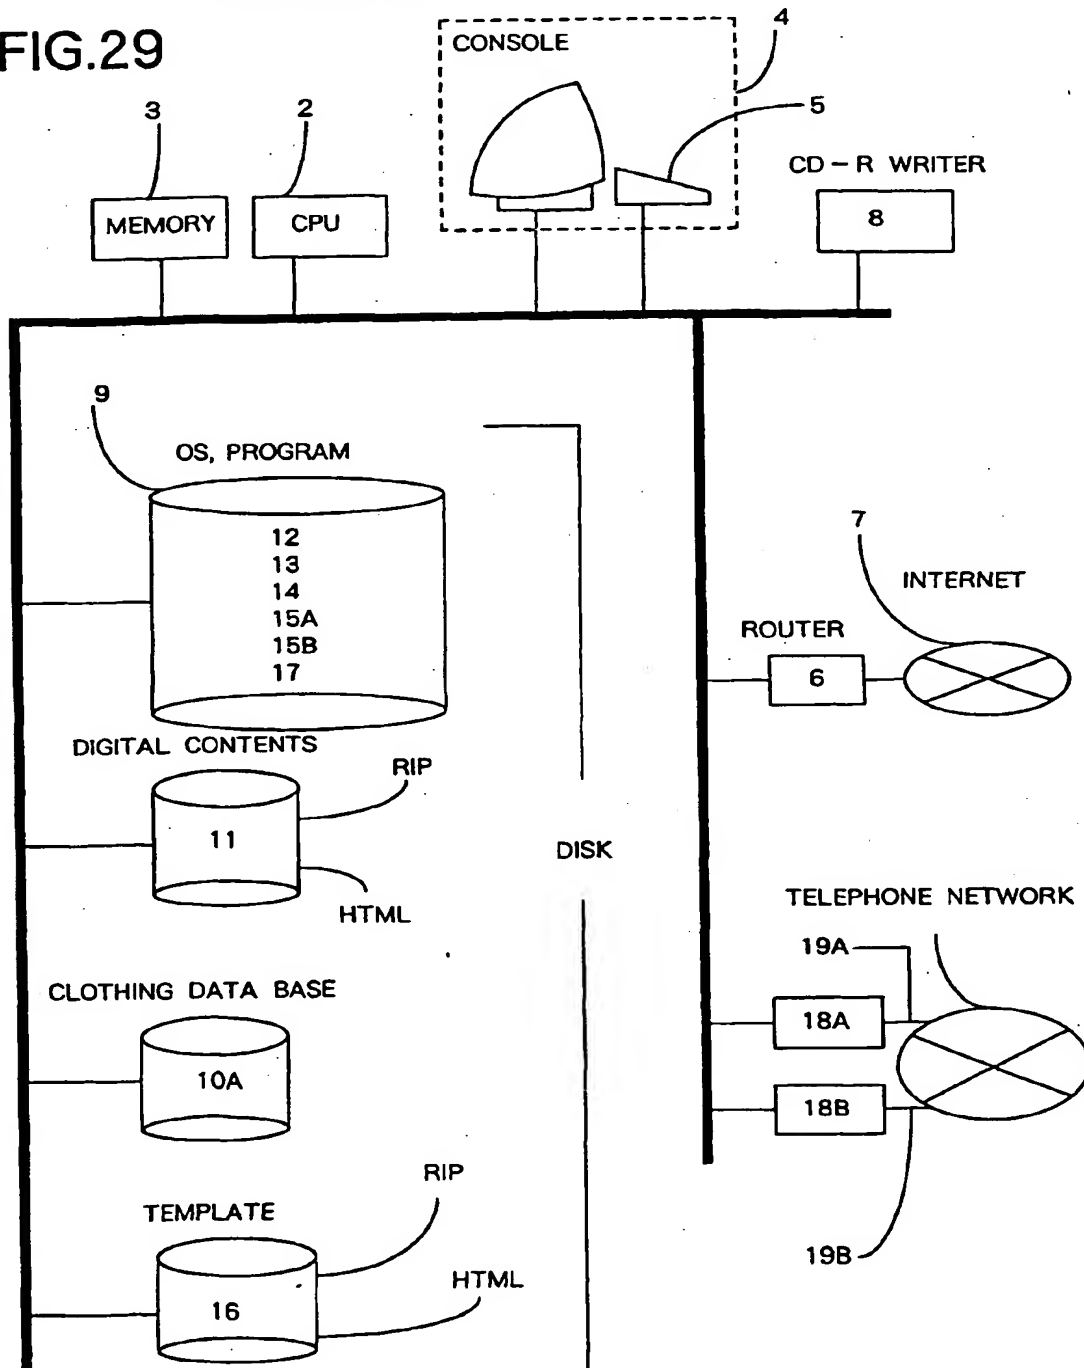 FIG.29
CONSOLE
4
3
2
5
CD-R WRITER
MEMORY
CPU
8
9
OS, PROGRAM
12
13
14
15A
15B
17
7
INTERNET
ROUTER
6
DIGITAL CONTENTS
RIP
11
HTML
DISK
TELEPHONE NETWORK
19A
18A
18B
19B
CLOTHING DATA BASE
10A
RIP
TEMPLATE
HTML
16